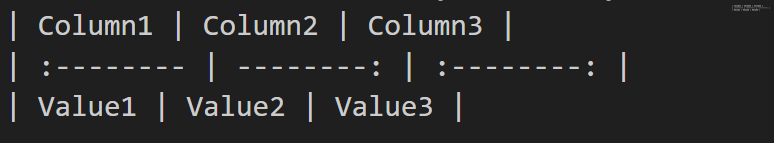 | Column1 | Column2 | Column3 |
| :-------- | --------: | :--------: |
| Value1 | Value2 | Value3 |